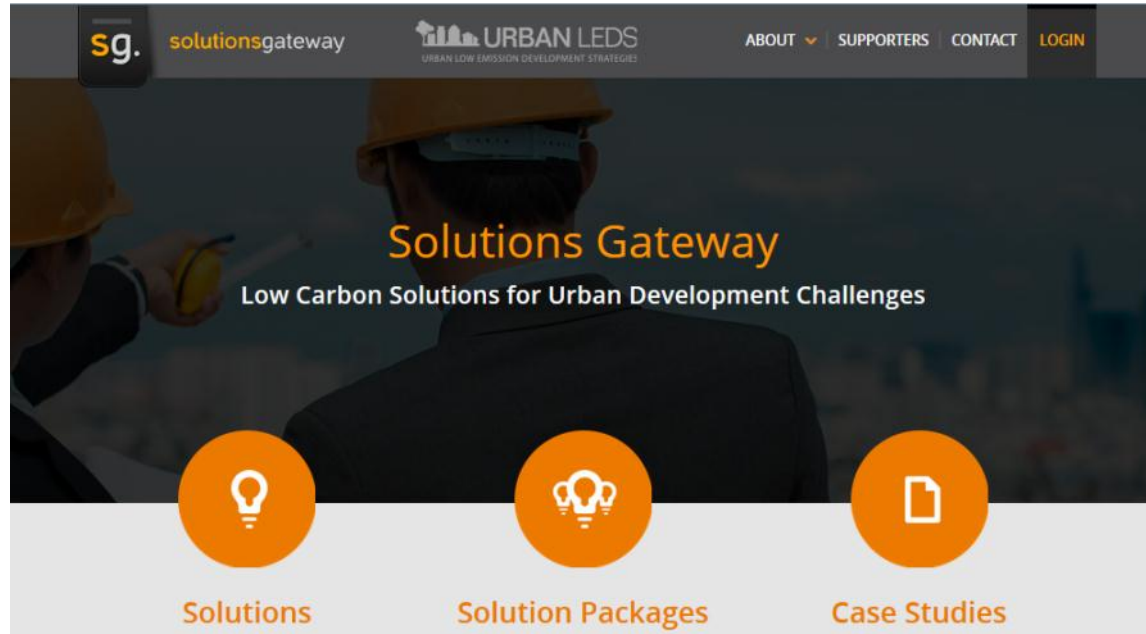 sg.
solutionsgateway
URBAN LEDS
URBAN LOW EMISSION DEVELOPMENT STRATEGIES
ABOUT
SUPPORTERS
CONTACT
LOGIN
Solutions Gateway
Low Carbon Solutions for Urban Development Challenges
Solutions
Solution Packages
Case Studies